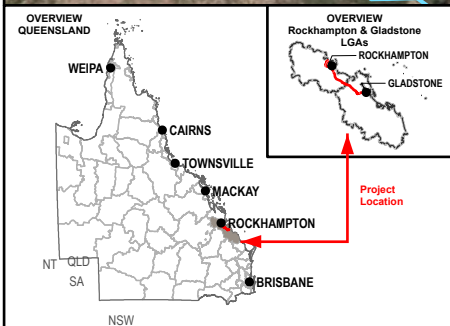 OVERVIEW
QUEENSLAND
WEIPA
CAIRNS
TOWNSVILLE
MACKAY
ROCKHAMPTON
BRISBANE
NT
QLD
SA
NSW
OVERVIEW
Rockhampton & Gladstone
LGAs
ROCKHAMPTON
GLADSTONE
Project
Location